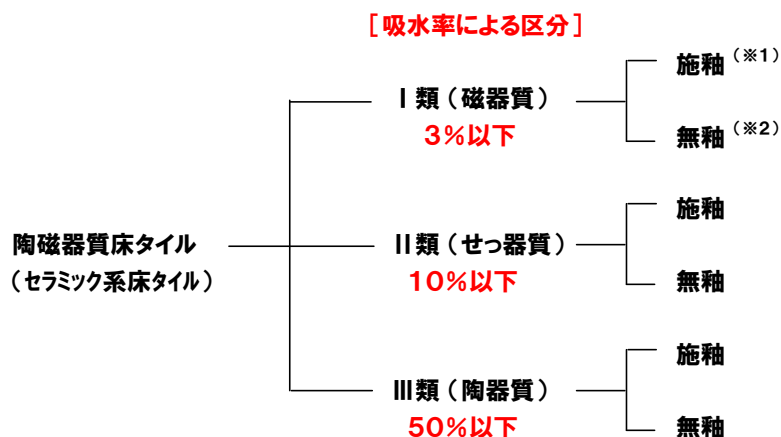 [吸水率による区分]
施釉(※1)
Ⅰ類(磁器質)
3%以下
無釉(※2)
施釉
陶磁器質床タイル
(セラミック系床タイル)
Ⅱ類(せっ器質)
10%以下
無釉
施釉
Ⅲ類(陶器質)
50%以下
無釉